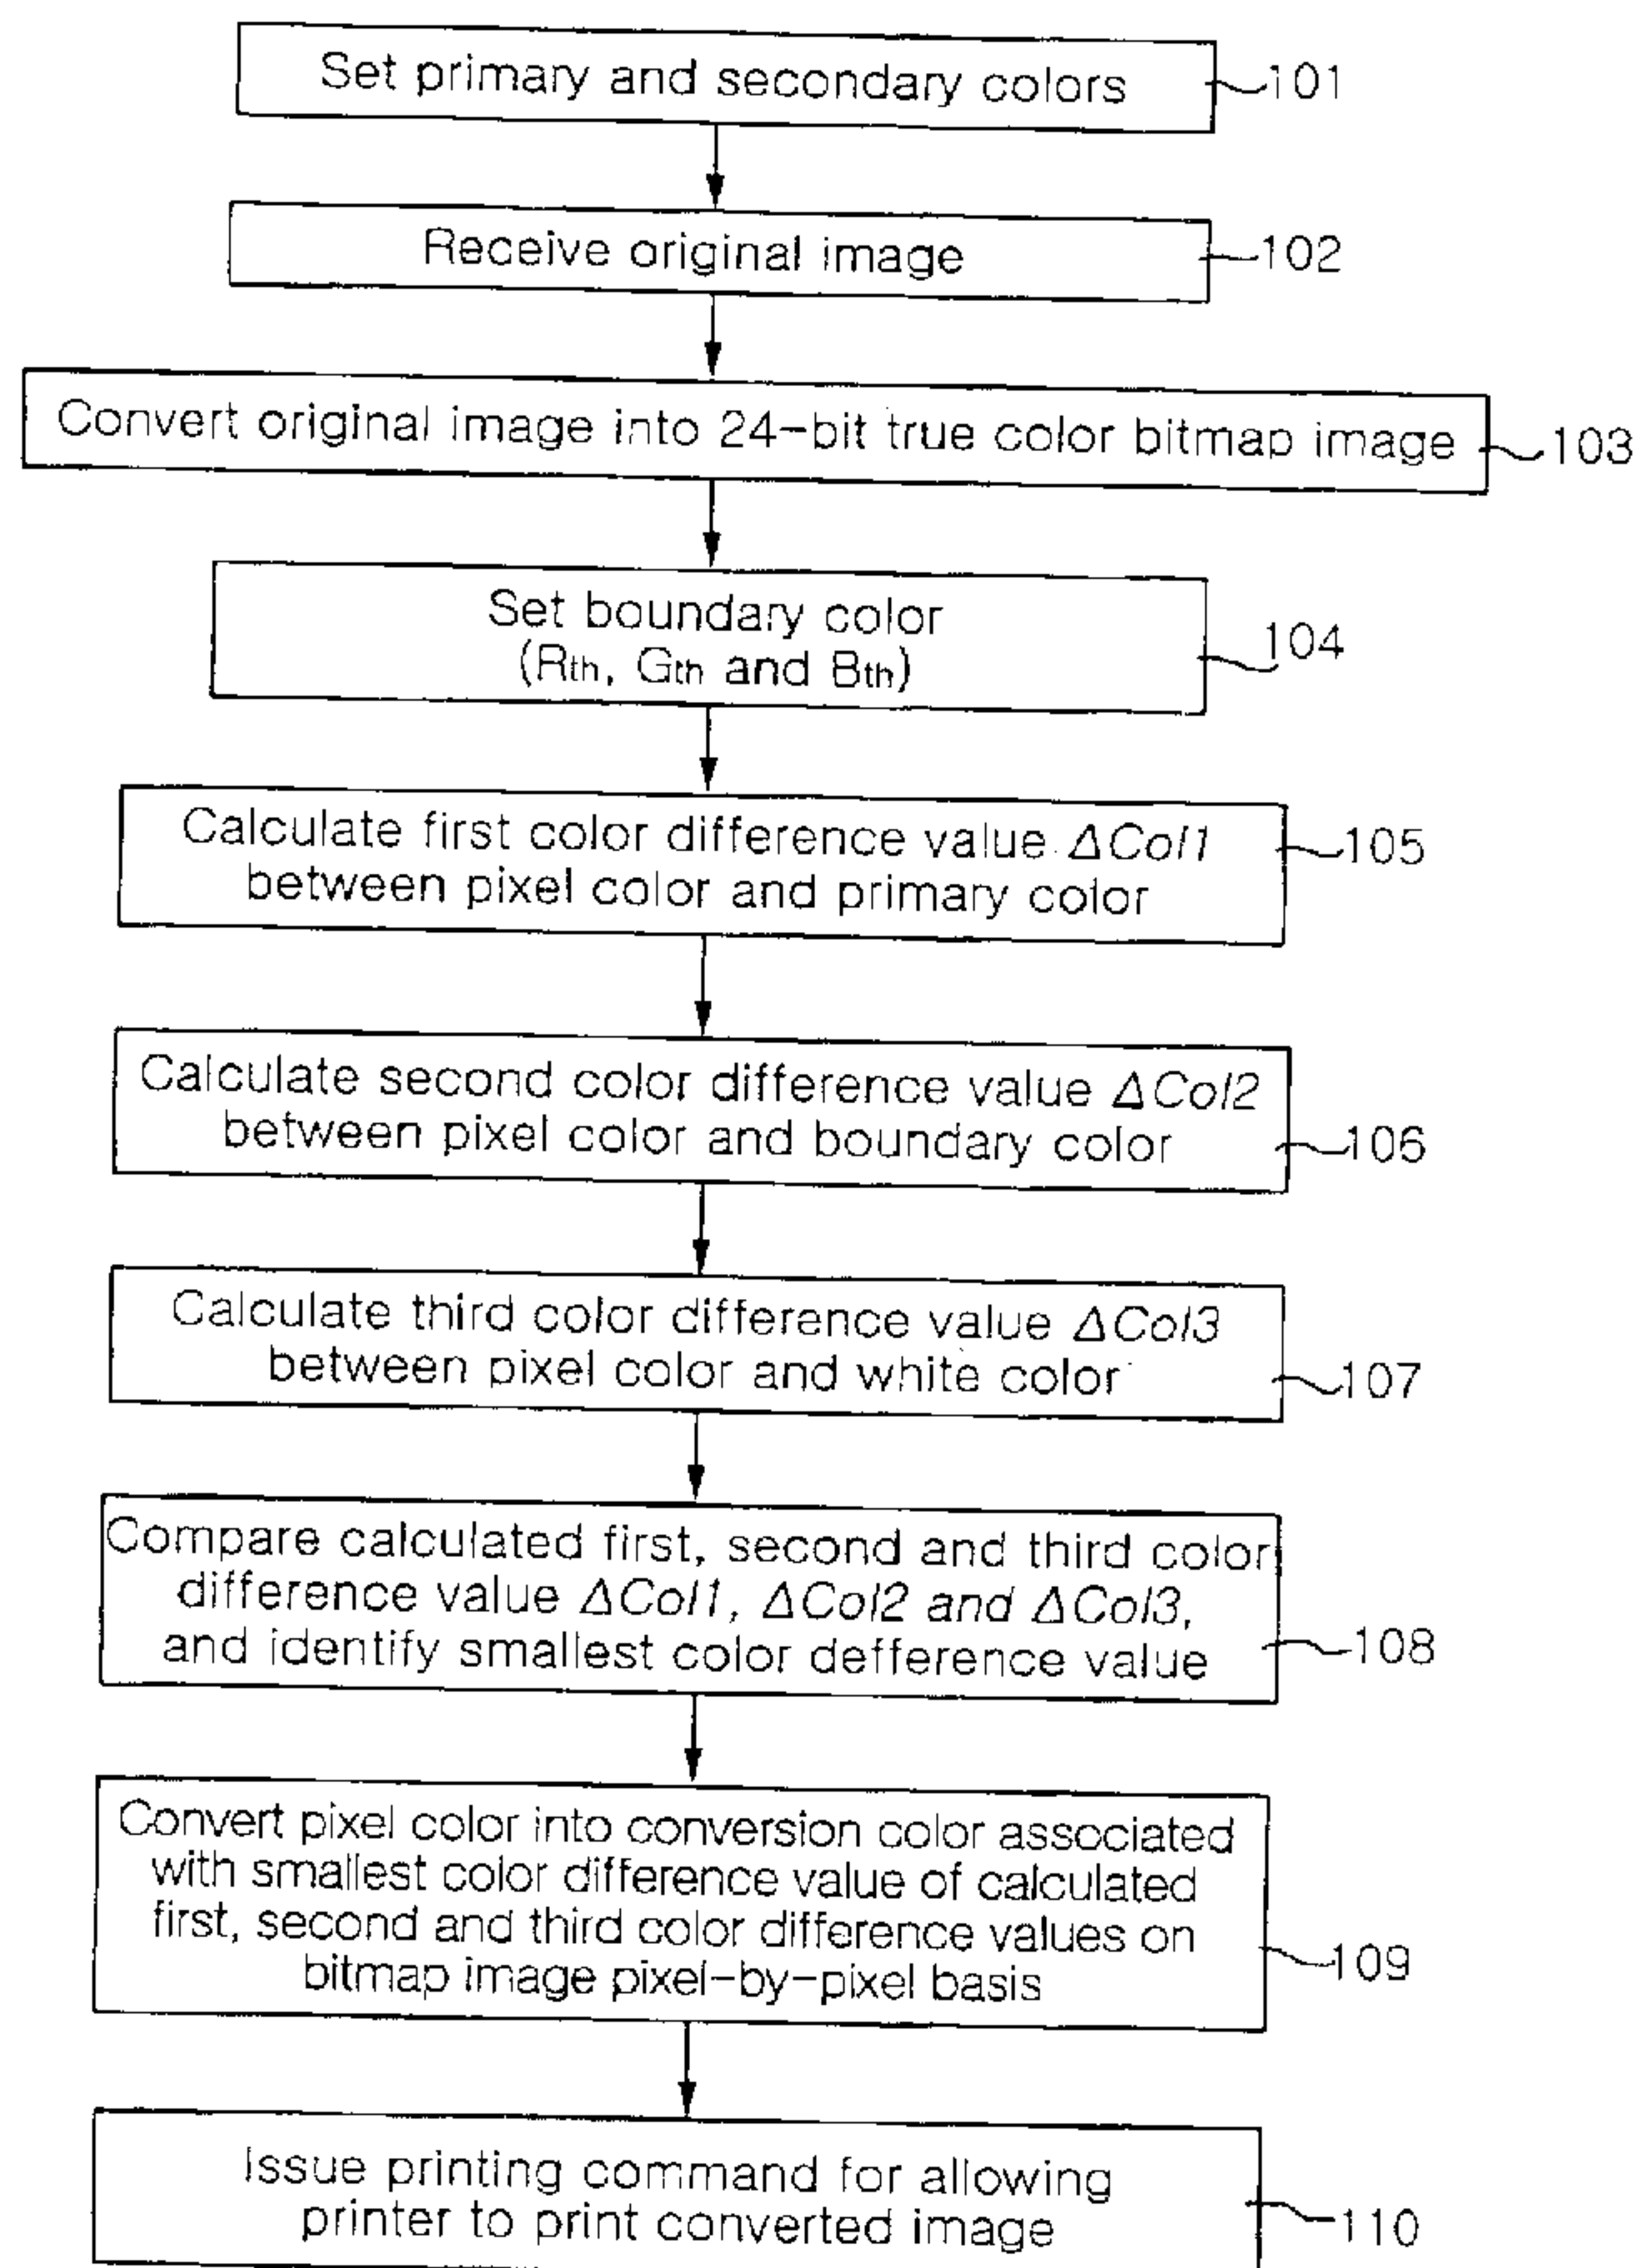 Set primary and secondary colors
101
Receive original image
102
Convert original image into 24-bit true color bitmap image
103
Set boundary color
(Rth, Gth and Bth)
104
Calculate first color difference value ΔCol1
between pixel color and primary color
105
Calculate second color difference value ΔCol2
between pixel color and boundary color
106
Calculate third color difference value ΔCol3
between pixel color and white color
107
Compare calculated first, second and third color
difference value ΔCol1, ΔCol2 and ΔCol3,
and identify smallest color defference value
108
Convert pixel color into conversion color associated
with smallest color difference value of calculated
first, second and third color difference values on
bitmap image pixel-by-pixel basis
109
Issue printing command for allowing
printer to print converted image
110